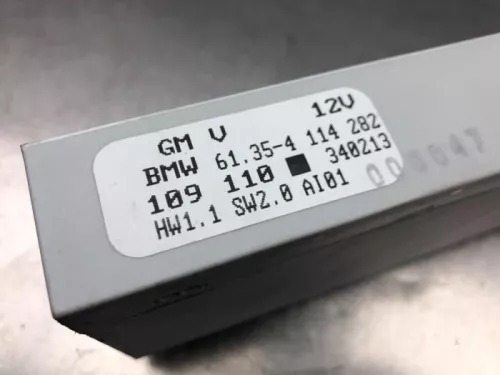 GM V 12V
BMW 61.35-4 114 282
109 110 ■ 340213
HW1.1 SW2.0 AI01